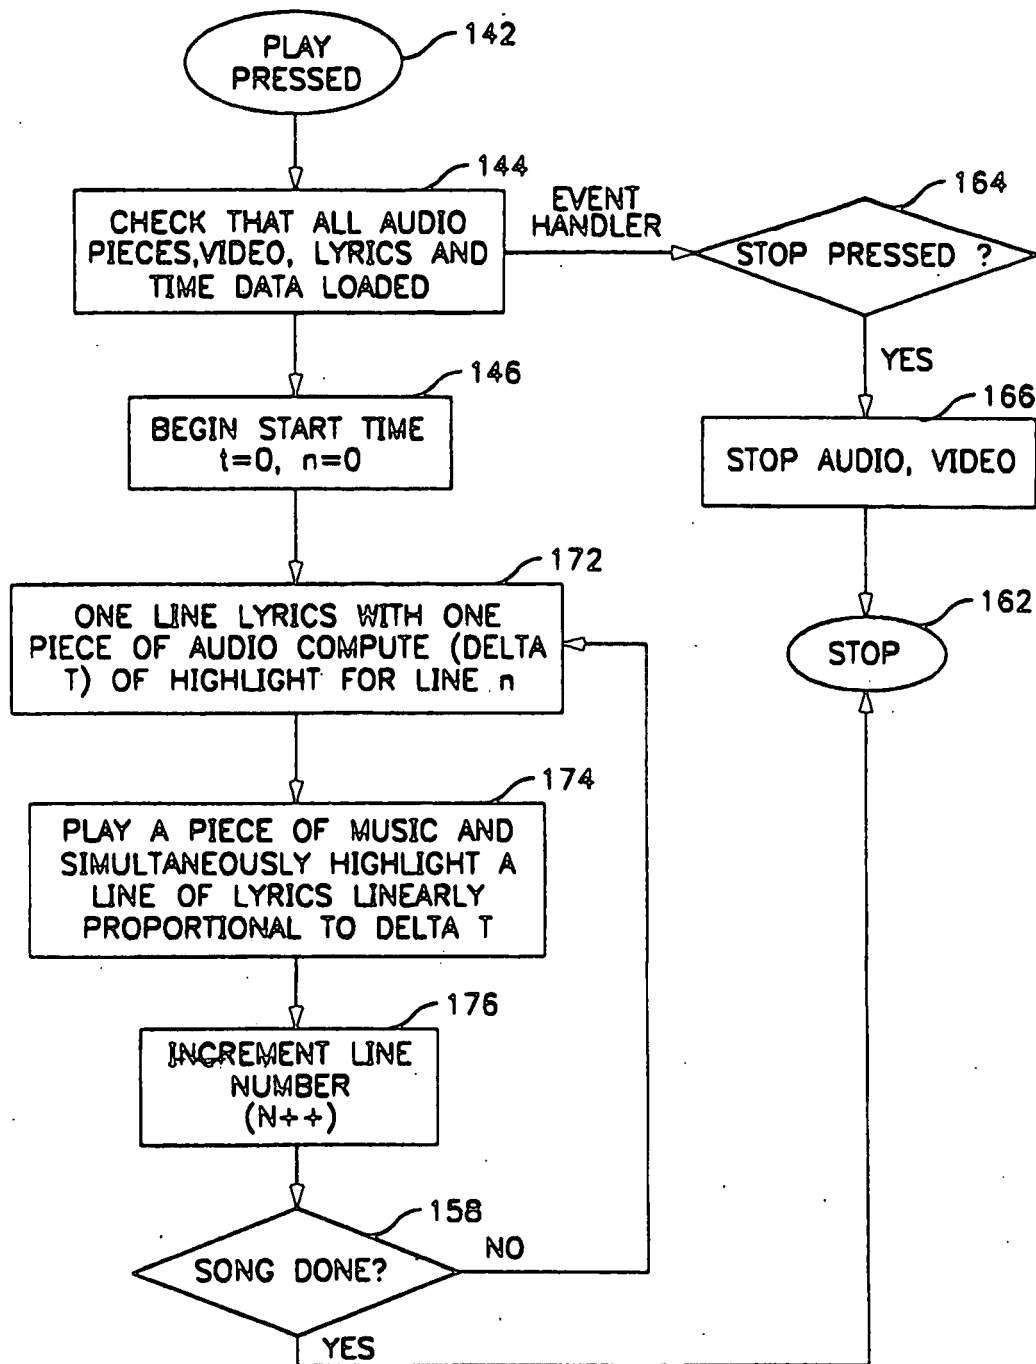 PLAY
PRESSED
142
144
CHECK THAT ALL AUDIO
PIECES,VIDEO, LYRICS AND
TIME DATA LOADED
EVENT
HANDLER
164
STOP PRESSED ?
YES
146
BEGIN START TIME
t=0, n=0
166
STOP AUDIO, VIDEO
172
ONE LINE LYRICS WITH ONE
PIECE OF AUDIO COMPUTE (DELTA
T) OF HIGHLIGHT FOR LINE n
162
STOP
174
PLAY A PIECE OF MUSIC AND
SIMULTANEOUSLY HIGHLIGHT A
LINE OF LYRICS LINEARLY
PROPORTIONAL TO DELTA T
176
INCREMENT LINE
NUMBER
(N++)
158
SONG DONE?
NO
YES